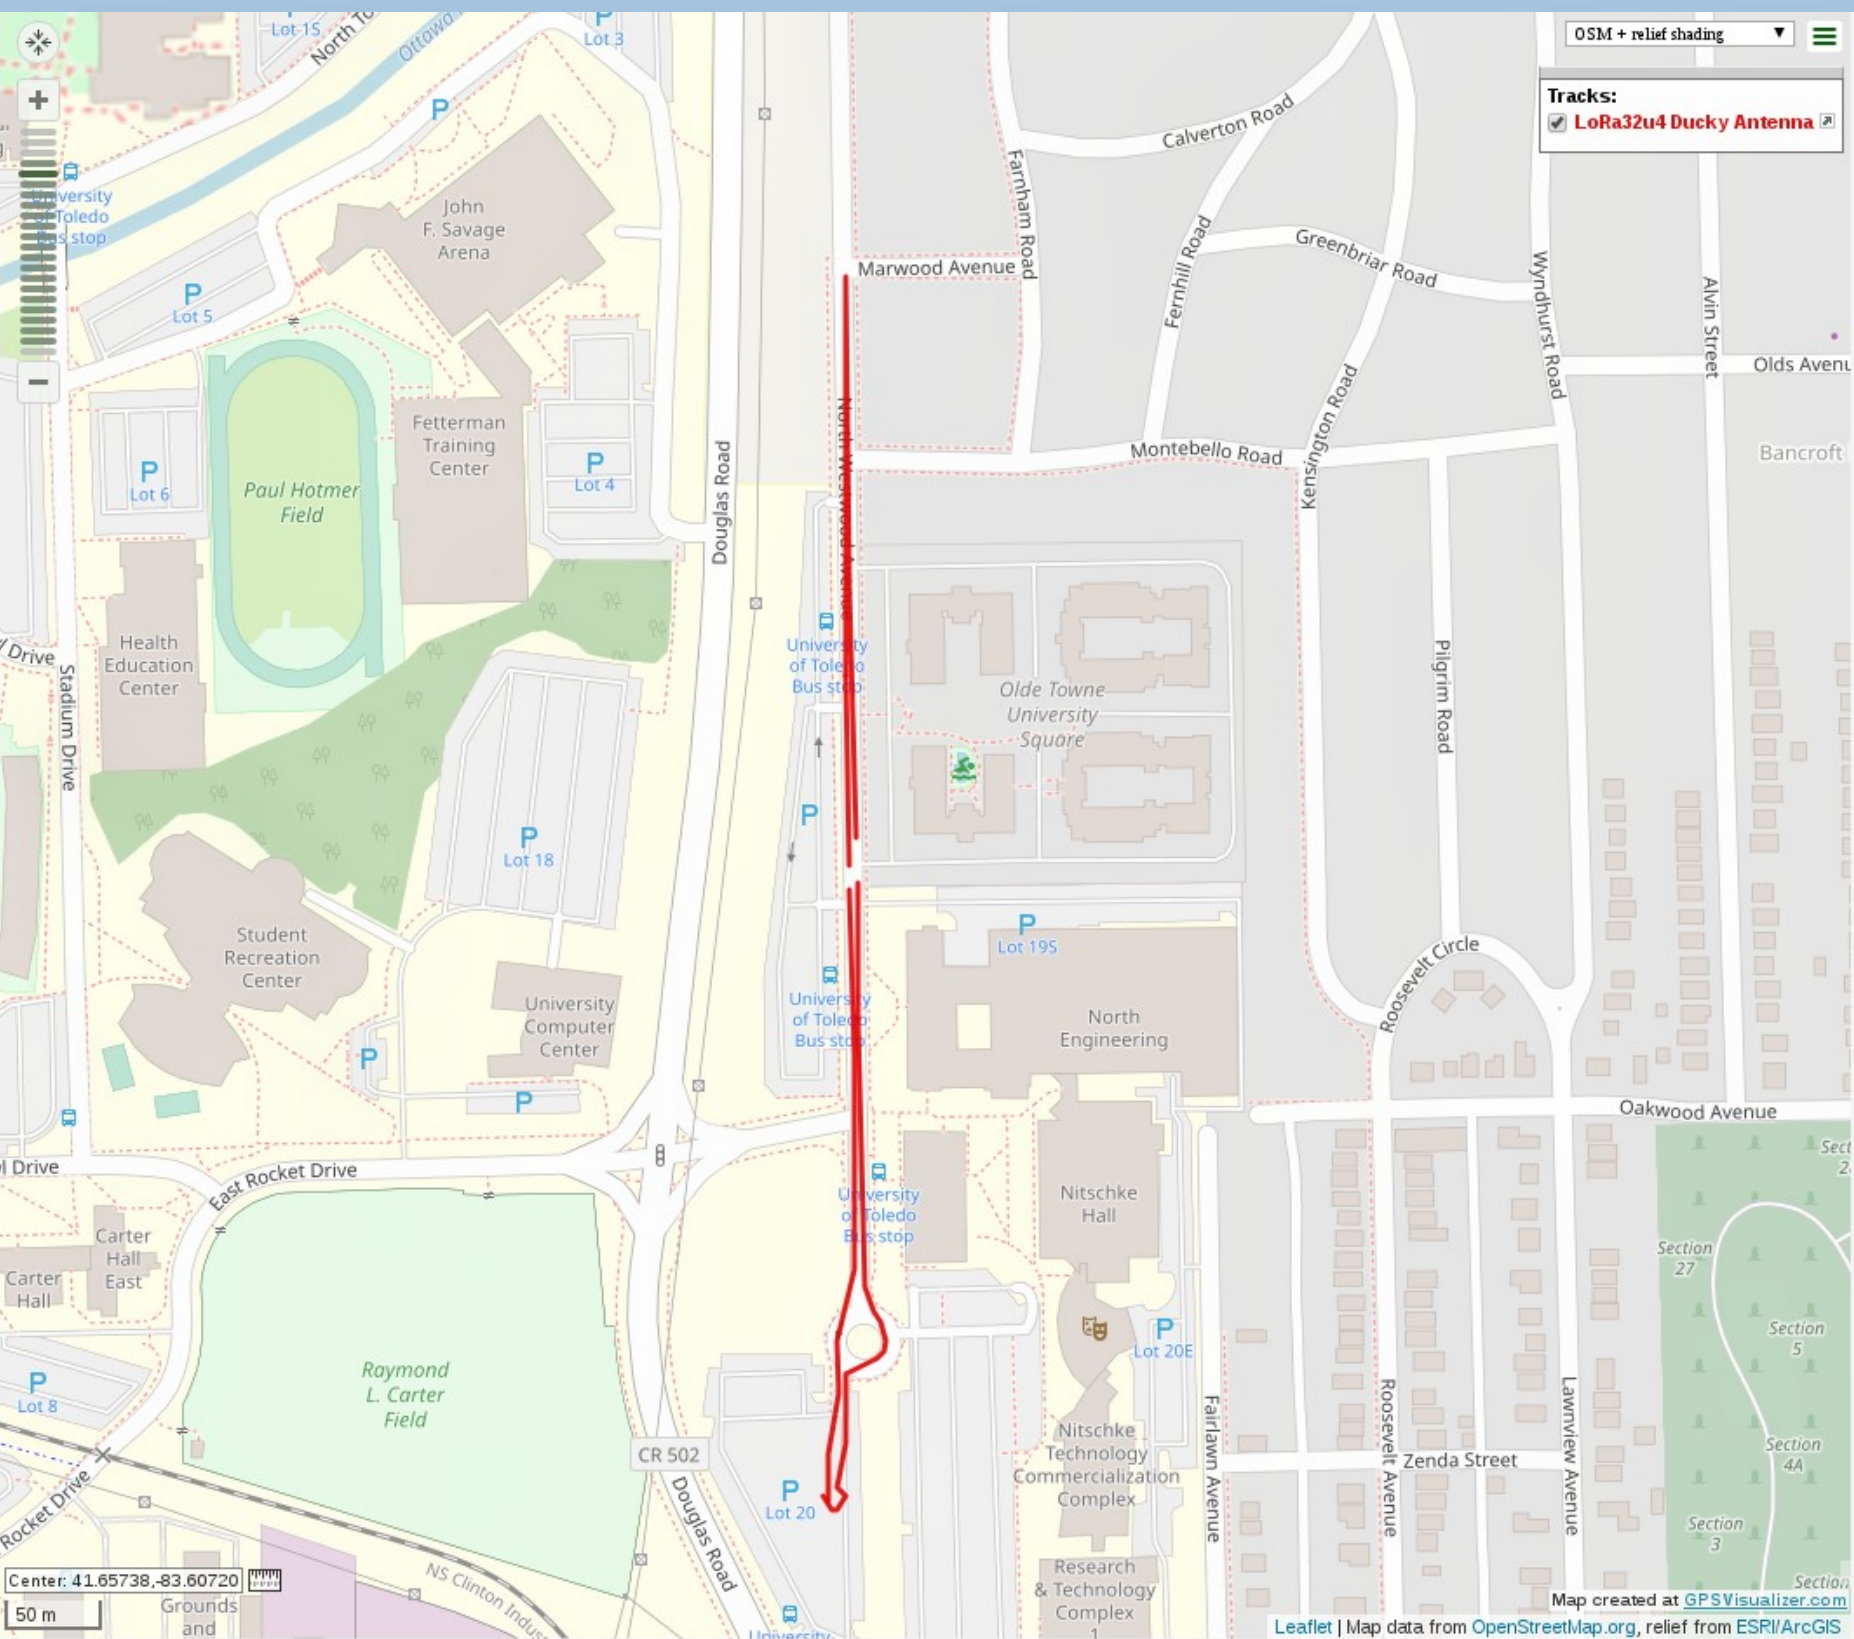 Lot 1S
North To
Ottawa
Lot 3
P
OSM + relief shading
Tracks:
LoRa32u4 Ducky Antenna
University
of Toledo
Bus stop
John
F. Savage
Arena
P
Lot 5
Calverton Road
Farnham Road
Marwood Avenue
Fernhill Road
Greenbriar Road
Wyndhurst Road
Alvin Street
Olds Avenu
Kensington Road
Montebello Road
Bancroft
North Westwood Avenue
Douglas Road
Fetterman
Training
Center
P
Lot 4
P
Lot 6
Paul Hotmer
Field
Health
Education
Center
l Drive
Stadium Drive
University
of Toledo
Bus stop
Olde Towne
University
Square
Pilgrim Road
P
P
Lot 18
Student
Recreation
Center
University
Computer
Center
P
P
P
Lot 19S
University
of Toledo
Bus stop
North
Engineering
Roosevelt Circle
Oakwood Avenue
l Drive
East Rocket Drive
University
of Toledo
Bus stop
Nitschke
Hall
Carter
Hall
East
Carter
Hall
Raymond
L. Carter
Field
P
Lot 8
P
Lot 20E
Section
27
Section
5
Section
4A
Section
3
Sect
2
Section
CR 502
Douglas Road
P
Lot 20
Nitschke
Technology
Commercialization
Complex
Research
& Technology
Complex
1
Fairlawn Avenue
Roosevelt Avenue
Zenda Street
Lawnview Avenue
Rocket Drive
NS Clinton Indus
Grounds
and
University
Center: 41.65738,-83.60720
50 m
Map created at GPSVisualizer.com
Leaflet | Map data from OpenStreetMap.org, relief from ESRI/ArcGIS